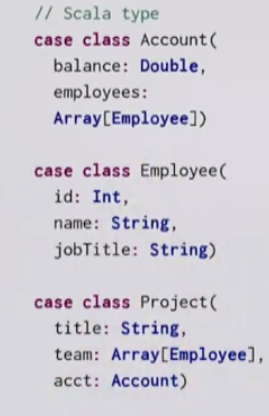 // Scala type
case class Account(
balance: Double,
employees:
Array[Employee])
case class Employee(
id: Int,
name: String,
jobTitle: String)
case class Project(
title: String,
team: Array[Employee],
acct: Account)